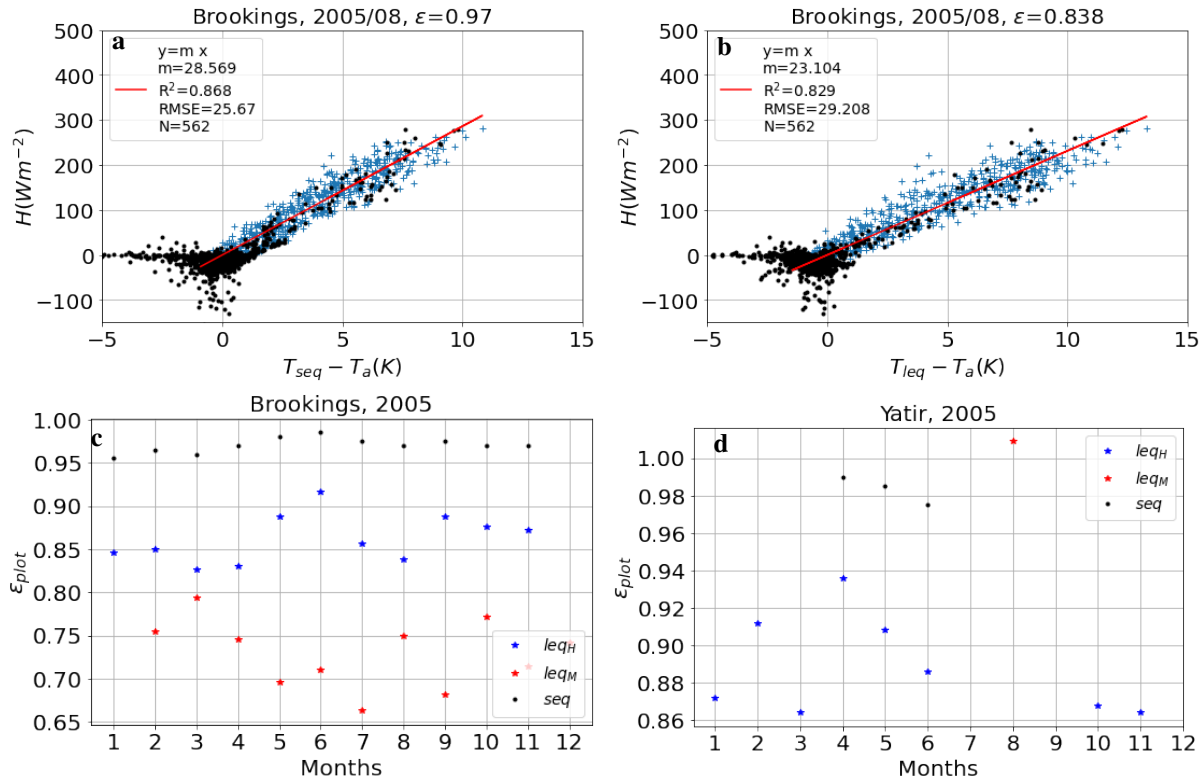 Brookings, 2005/08, ε=0.97
a
y=m x
m=28.569
R²=0.868
RMSE=25.67
N=562
500
400
300
200
100
0
−100
H(Wm⁻²)
−5 0 5 10 15
T_seq − T_a(K)
Brookings, 2005/08, ε=0.838
b
y=m x
m=23.104
R²=0.829
RMSE=29.208
N=562
500
400
300
200
100
0
−100
H(Wm⁻²)
−5 0 5 10 15
T_leq − T_a(K)
Brookings, 2005
c
1.00
0.95
0.90
0.85
0.80
0.75
0.70
0.65
ε_plot
leq_H
leq_M
seq
1 2 3 4 5 6 7 8 9 10 11 12
Months
Yatir, 2005
d
1.00
0.98
0.96
0.94
0.92
0.90
0.88
0.86
ε_plot
leq_H
leq_M
seq
1 2 3 4 5 6 7 8 9 10 11 12
Months